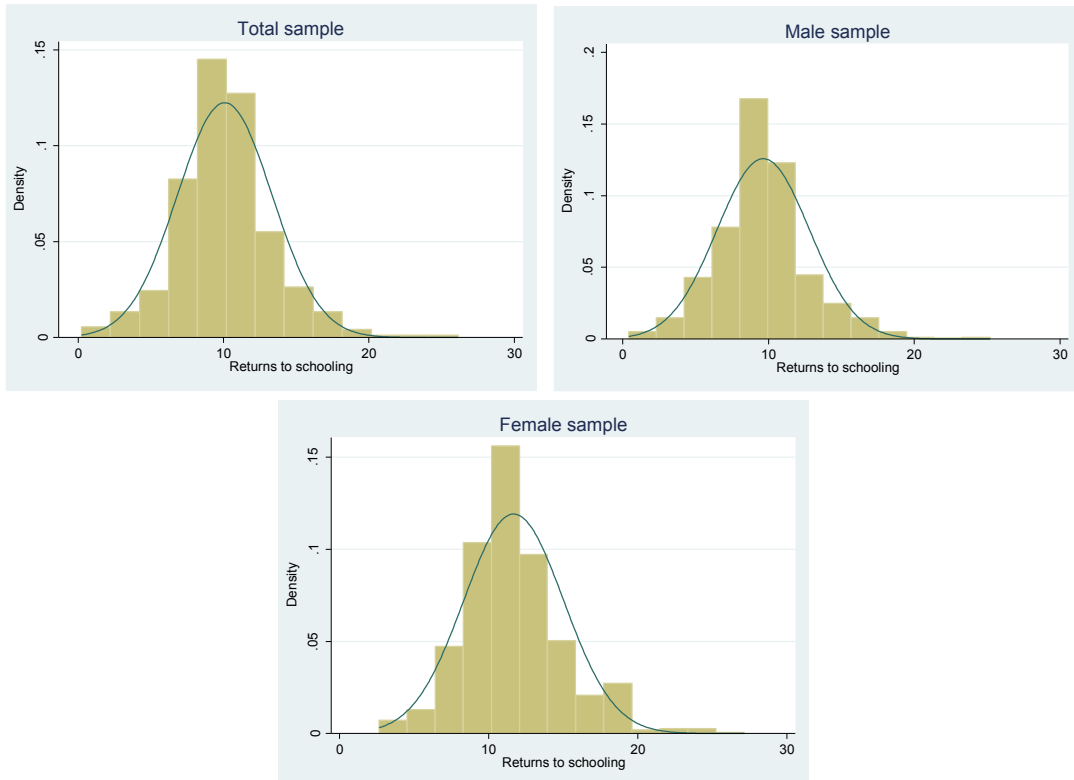 Total sample
Density
.15
.1
.05
0
0 10 20 30
Returns to schooling
Male sample
Density
.2
.15
.1
.05
0
0 10 20 30
Returns to schooling
Female sample
Density
.15
.1
.05
0
0 10 20 30
Returns to schooling